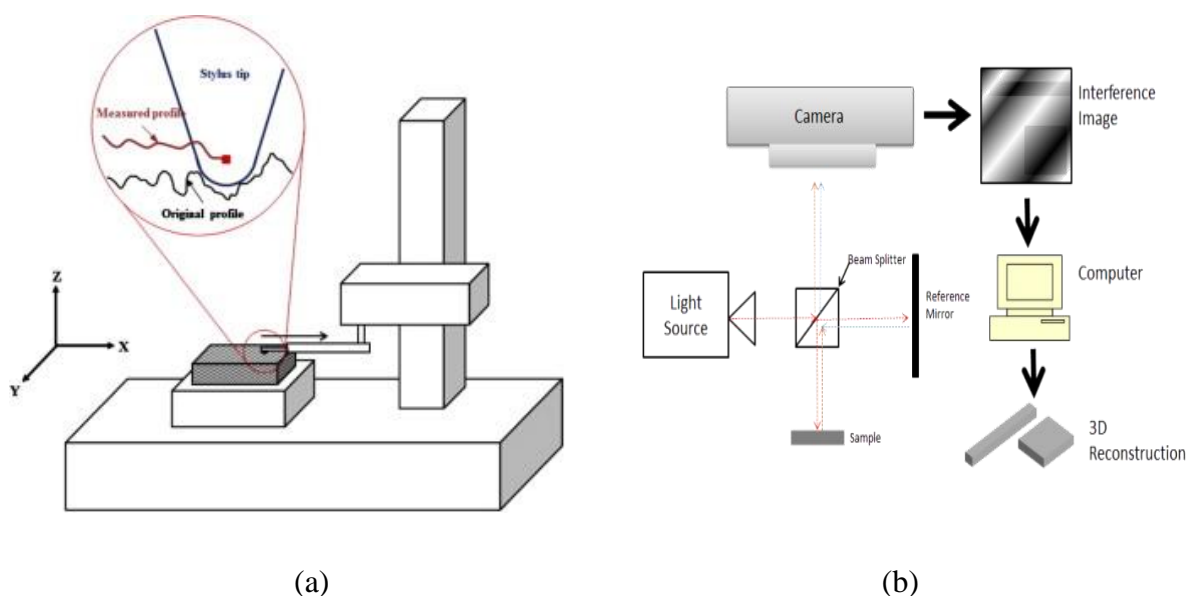 Stylus tip
Measured profile
Original profile
Z
X
Y
(a)
Camera
Interference
Image
Beam Splitter
Light
Source
Reference
Mirror
Computer
Sample
3D
Reconstruction
(b)